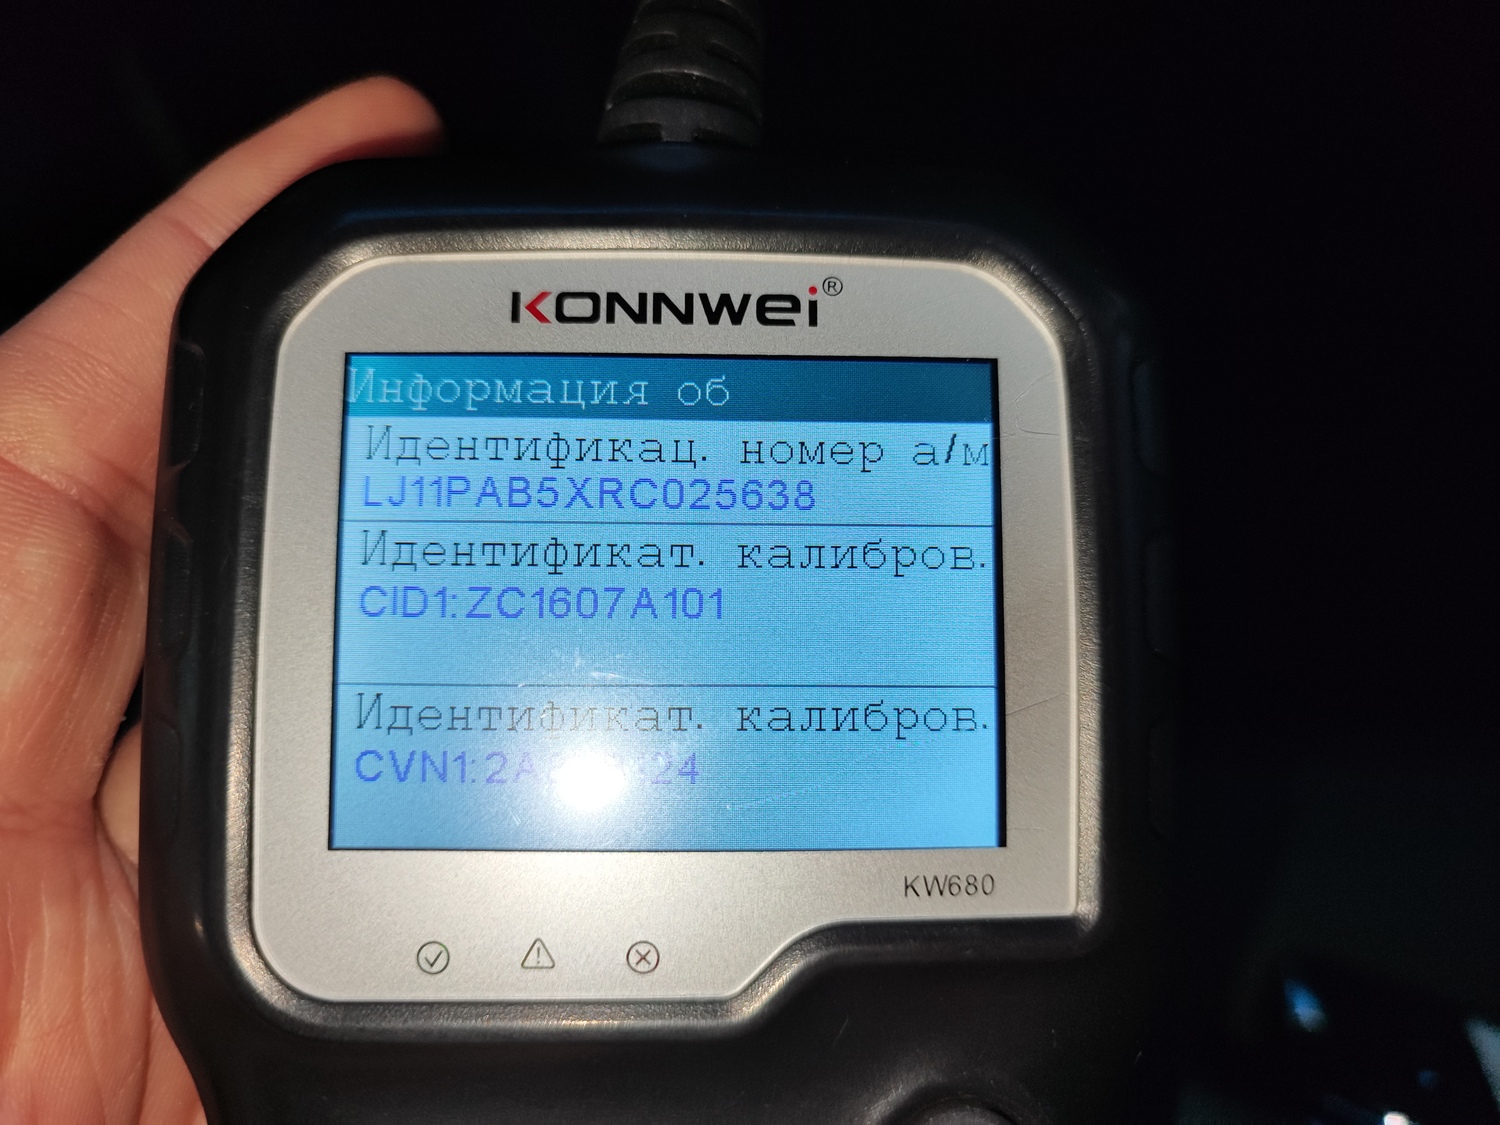 KONNWEI®
Информация об
Идентификац. номер а/м
LJ11PAB5XRC025638
Идентификат. калибров.
CID1:ZC1607A101
Идентификат. калибров.
KW680